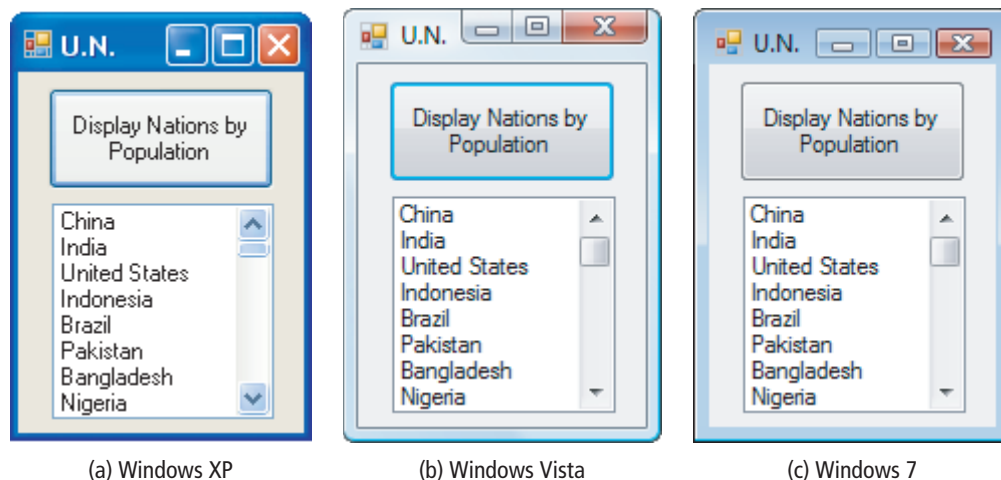 U.N.
Display Nations by
Population
China
India
United States
Indonesia
Brazil
Pakistan
Bangladesh
Nigeria
(a) Windows XP
U.N.
Display Nations by
Population
China
India
United States
Indonesia
Brazil
Pakistan
Bangladesh
Nigeria
(b) Windows Vista
U.N.
Display Nations by
Population
China
India
United States
Indonesia
Brazil
Pakistan
Bangladesh
Nigeria
(c) Windows 7